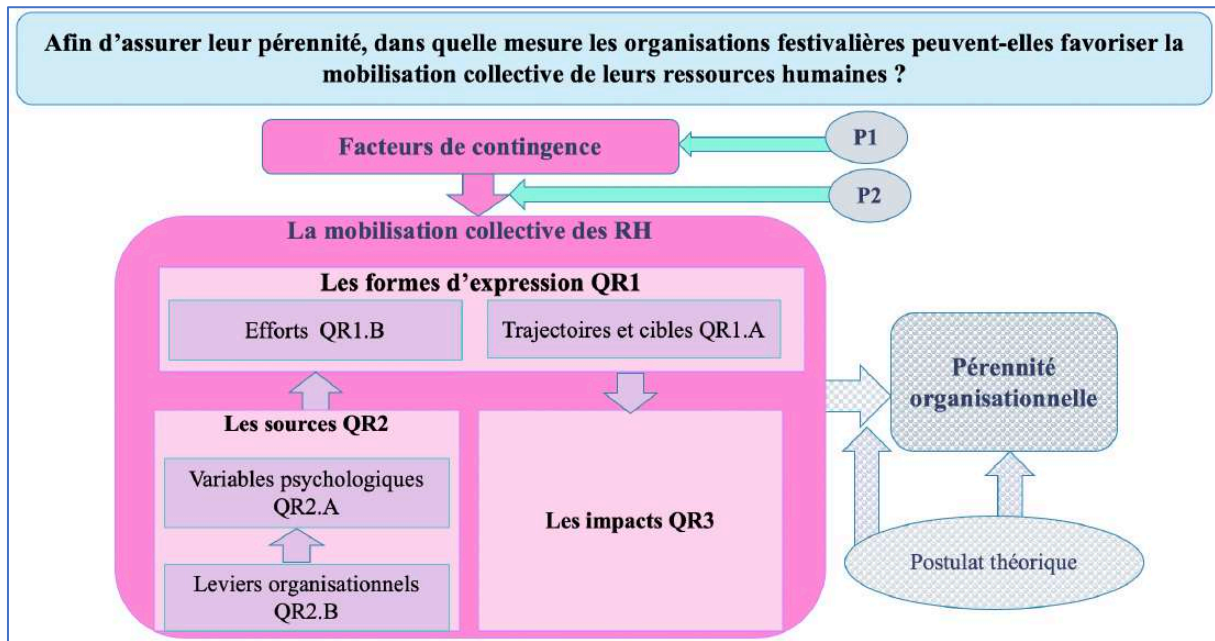 Afin d’assurer leur pérennité, dans quelle mesure les organisations festivalières peuvent-elles favoriser la
mobilisation collective de leurs ressources humaines ?
Facteurs de contingence
P1
P2
La mobilisation collective des RH
Les formes d’expression QR1
Efforts QR1.B
Trajectoires et cibles QR1.A
Les sources QR2
Variables psychologiques
QR2.A
Leviers organisationnels
QR2.B
Les impacts QR3
Pérennité
organisationnelle
Postulat théorique